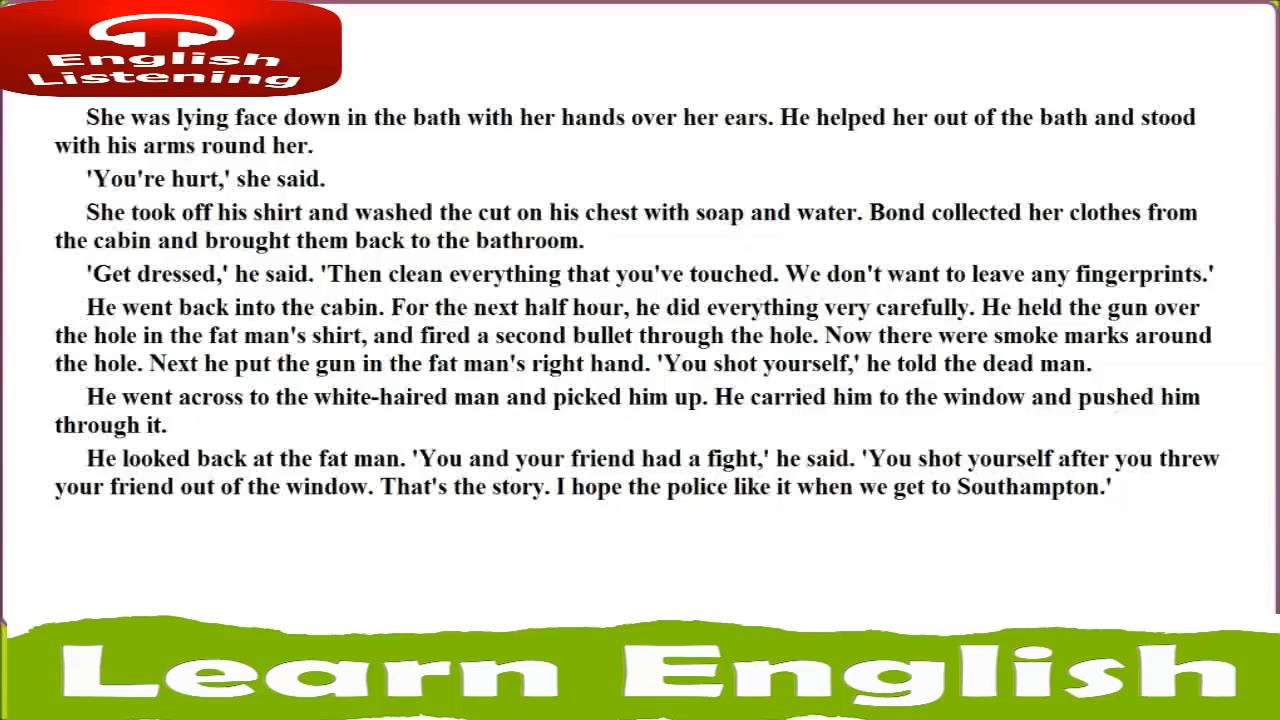 English
Listening
She was lying face down in the bath with her hands over her ears. He helped her out of the bath and stood
with his arms round her.
'You're hurt,' she said.
She took off his shirt and washed the cut on his chest with soap and water. Bond collected her clothes from
the cabin and brought them back to the bathroom.
'Get dressed,' he said. 'Then clean everything that you've touched. We don't want to leave any fingerprints.'
He went back into the cabin. For the next half hour, he did everything very carefully. He held the gun over
the hole in the fat man's shirt, and fired a second bullet through the hole. Now there were smoke marks around
the hole. Next he put the gun in the fat man's right hand. 'You shot yourself,' he told the dead man.
He went across to the white-haired man and picked him up. He carried him to the window and pushed him
through it.
He looked back at the fat man. 'You and your friend had a fight,' he said. 'You shot yourself after you threw
your friend out of the window. That's the story. I hope the police like it when we get to Southampton.'
Learn English